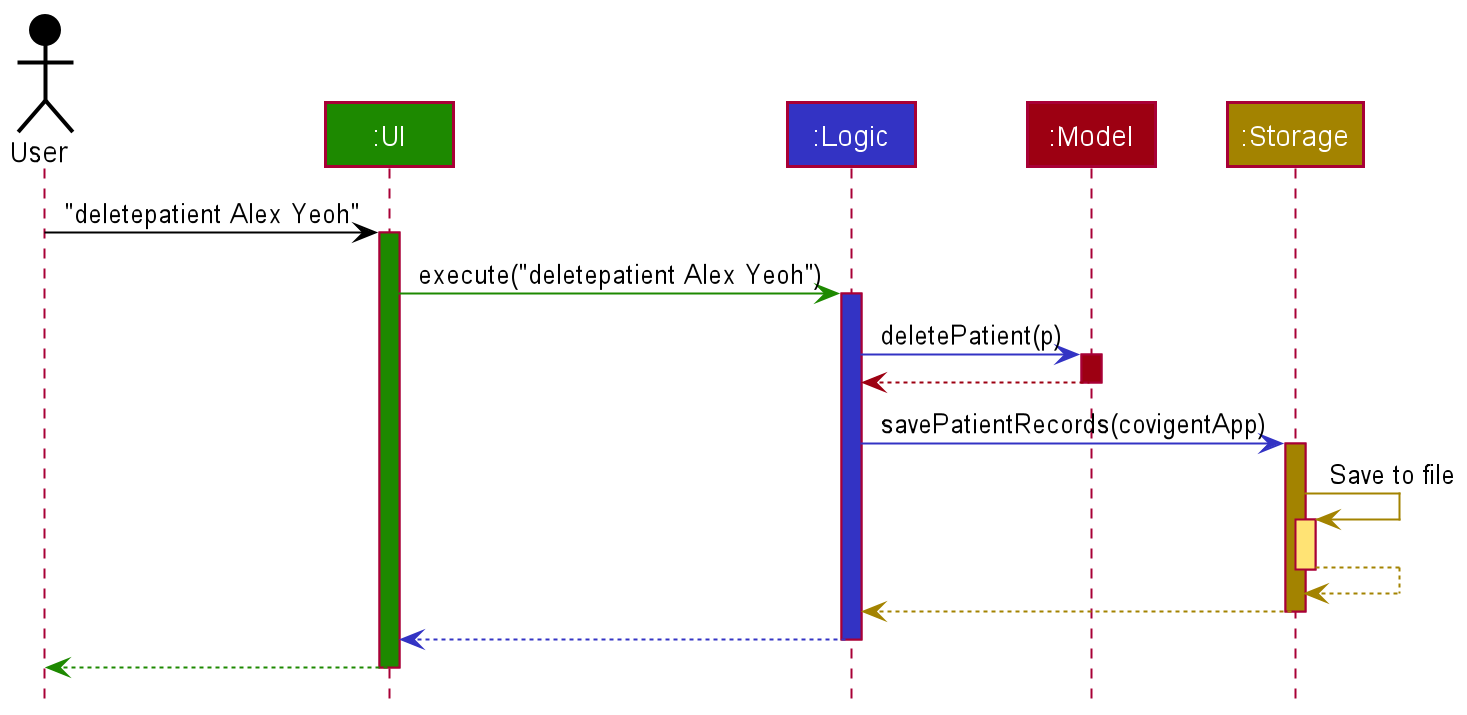 User
:UI
:Logic
:Model
:Storage
"deletepatient Alex Yeoh"
execute("deletepatient Alex Yeoh")
deletePatient(p)
savePatientRecords(covigentApp)
Save to file